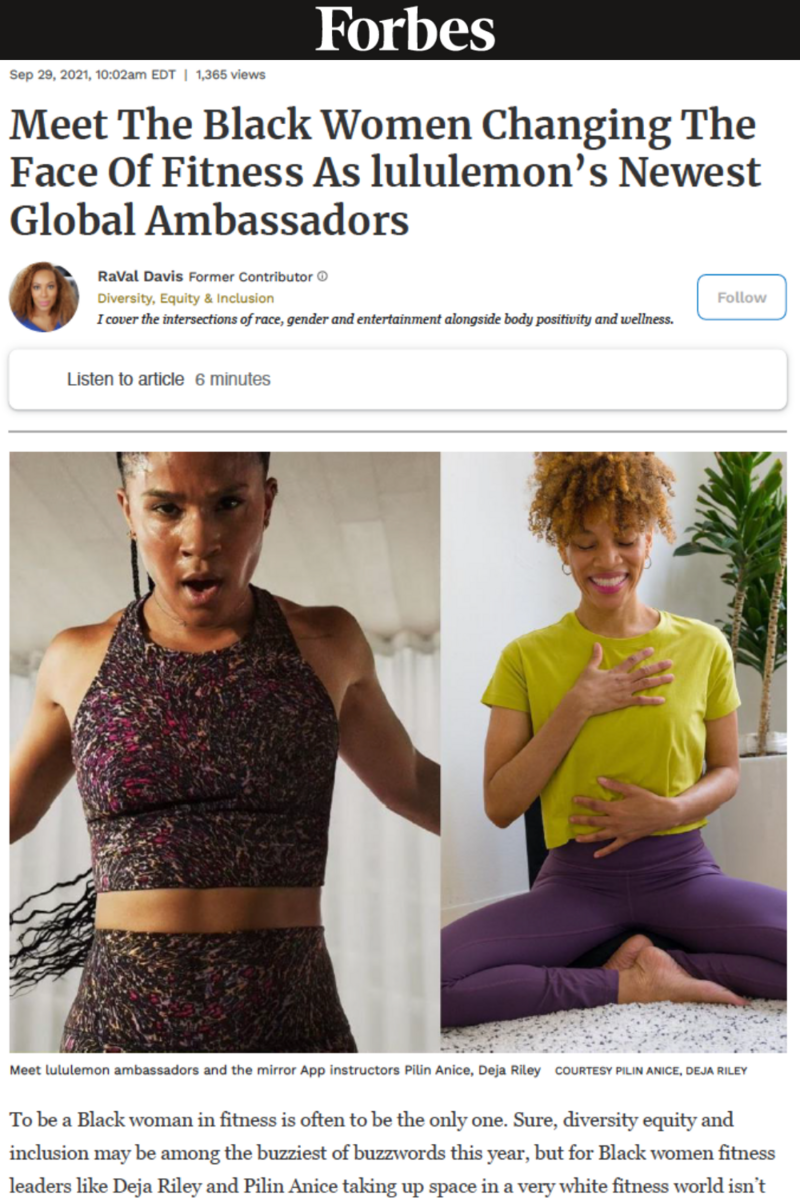 Forbes
Sep 29, 2021, 10:02am EDT | 1,365 views
Meet The Black Women Changing The
Face Of Fitness As lululemon’s Newest
Global Ambassadors
RaVal Davis Former Contributor ⓘ
Diversity, Equity & Inclusion
I cover the intersections of race, gender and entertainment alongside body positivity and wellness.
Follow
Listen to article 6 minutes
Meet lululemon ambassadors and the mirror App instructors Pilin Anice, Deja Riley COURTESY PILIN ANICE, DEJA RILEY
To be a Black woman in fitness is often to be the only one. Sure, diversity equity and
inclusion may be among the buzziest of buzzwords this year, but for Black women fitness
leaders like Deja Riley and Pilin Anice taking up space in a very white fitness world isn’t